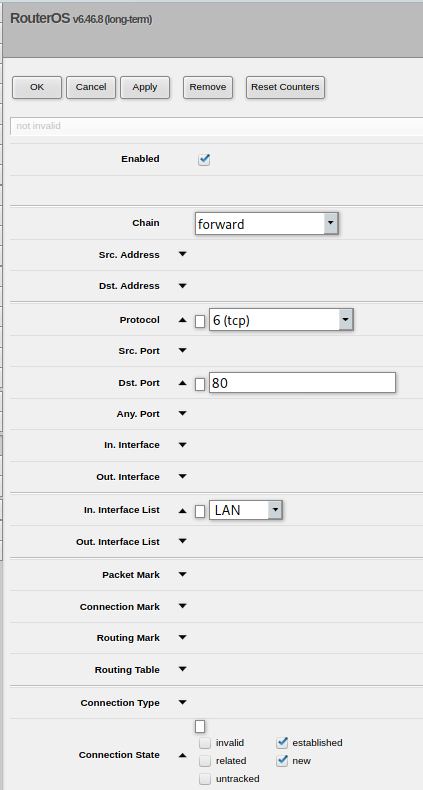 RouterOS v6.46.8 (long-term)
OK Cancel Apply Remove Reset Counters
not invalid
Enabled
Chain forward
Src. Address
Dst. Address
Protocol 6 (tcp)
Src. Port
Dst. Port 80
Any. Port
In. Interface
Out. Interface
In. Interface List LAN
Out. Interface List
Packet Mark
Connection Mark
Routing Mark
Routing Table
Connection Type
invalid established
Connection State related new
untracked